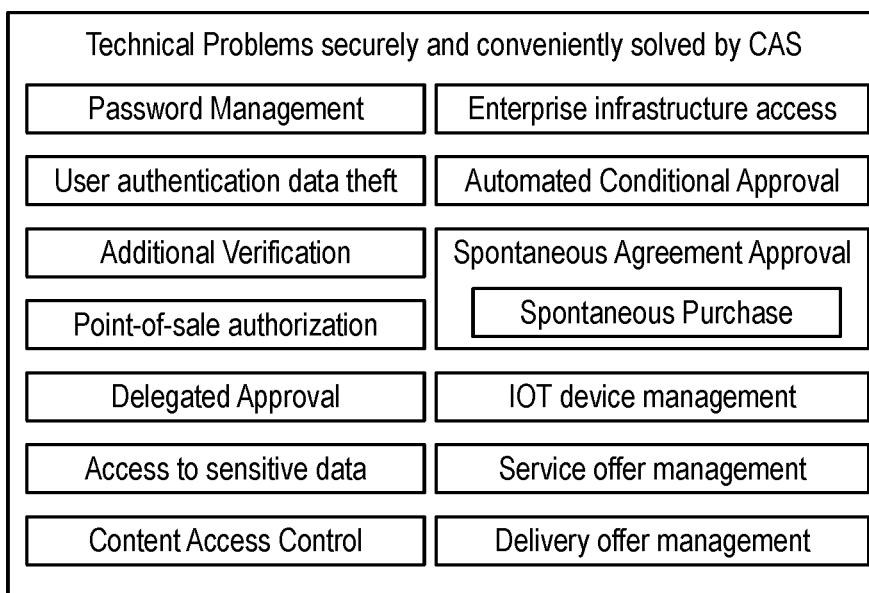 Technical Problems securely and conveniently solved by CAS
Password Management
Enterprise infrastructure access
User authentication data theft
Automated Conditional Approval
Additional Verification
Spontaneous Agreement Approval
Point-of-sale authorization
Spontaneous Purchase
Delegated Approval
IOT device management
Access to sensitive data
Service offer management
Content Access Control
Delivery offer management